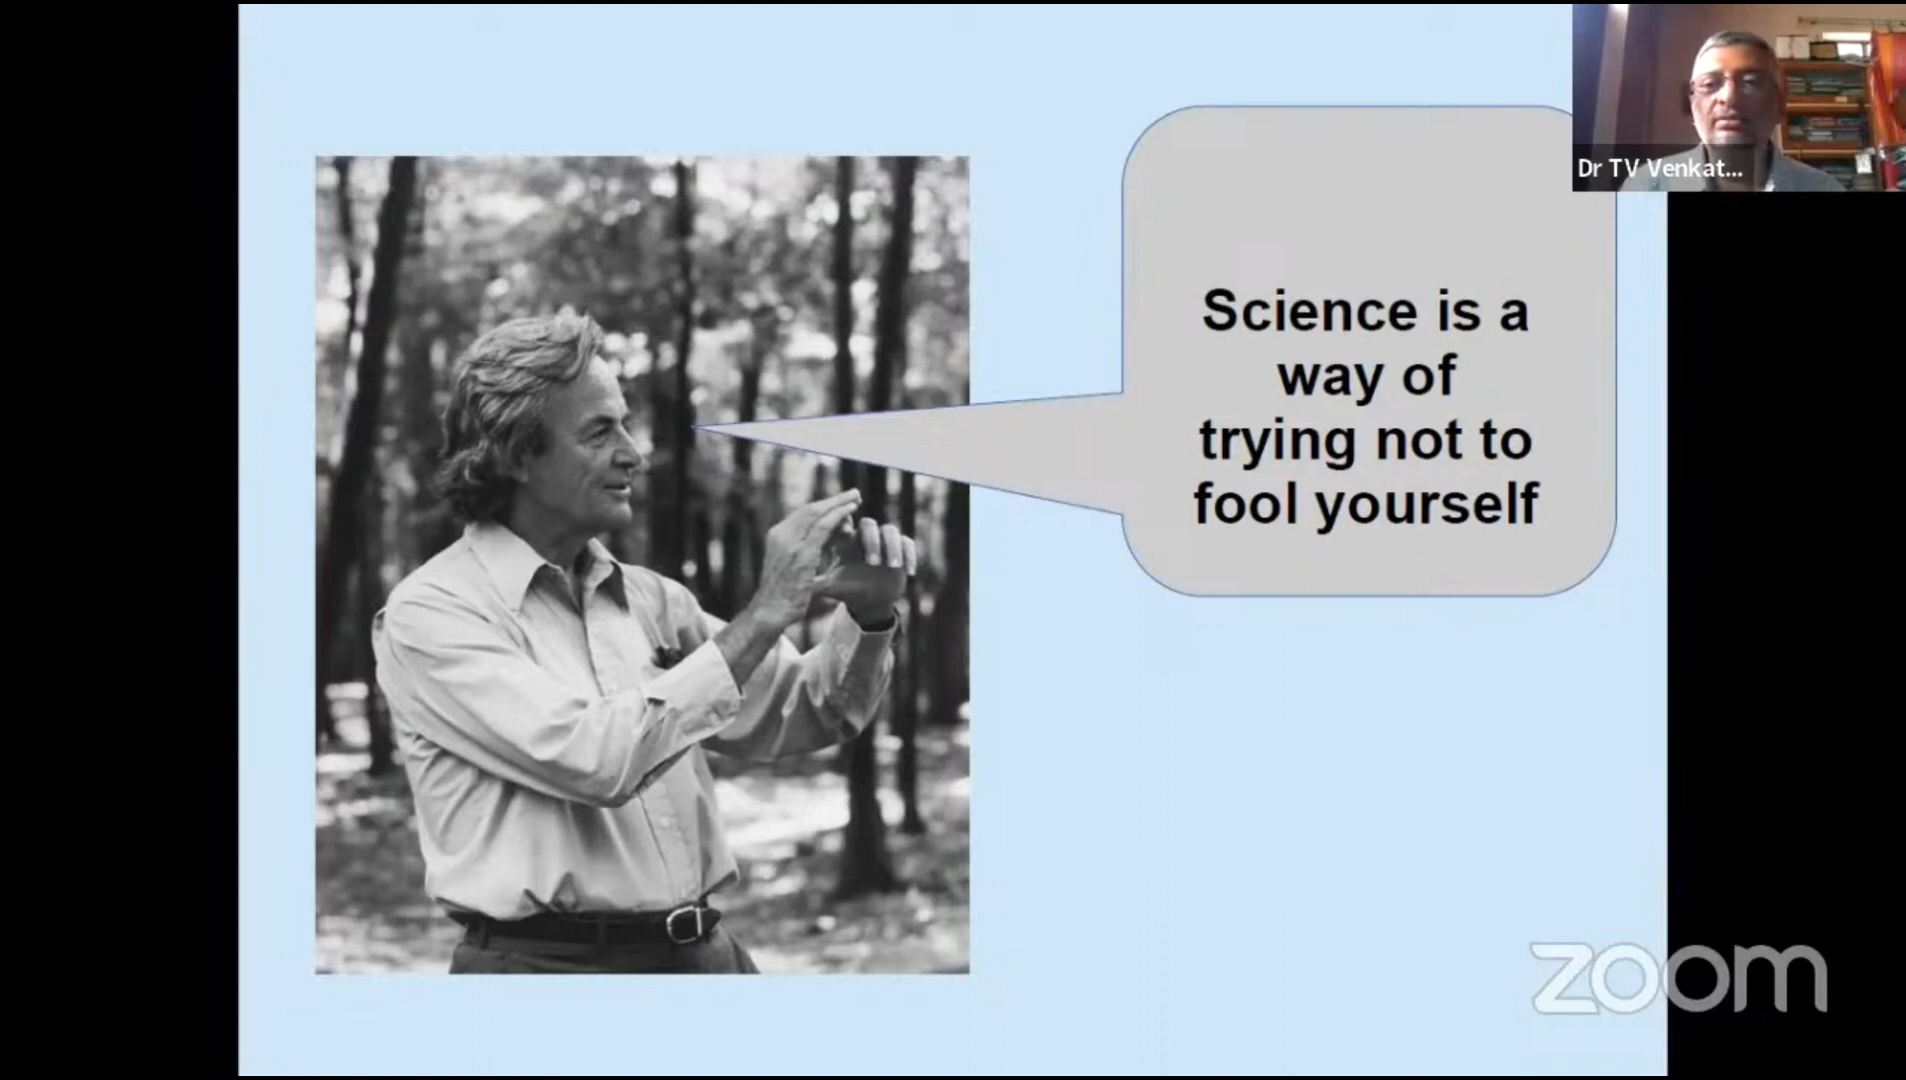 Dr TV Venkat...
Science is a
way of
trying not to
fool yourself
zoom